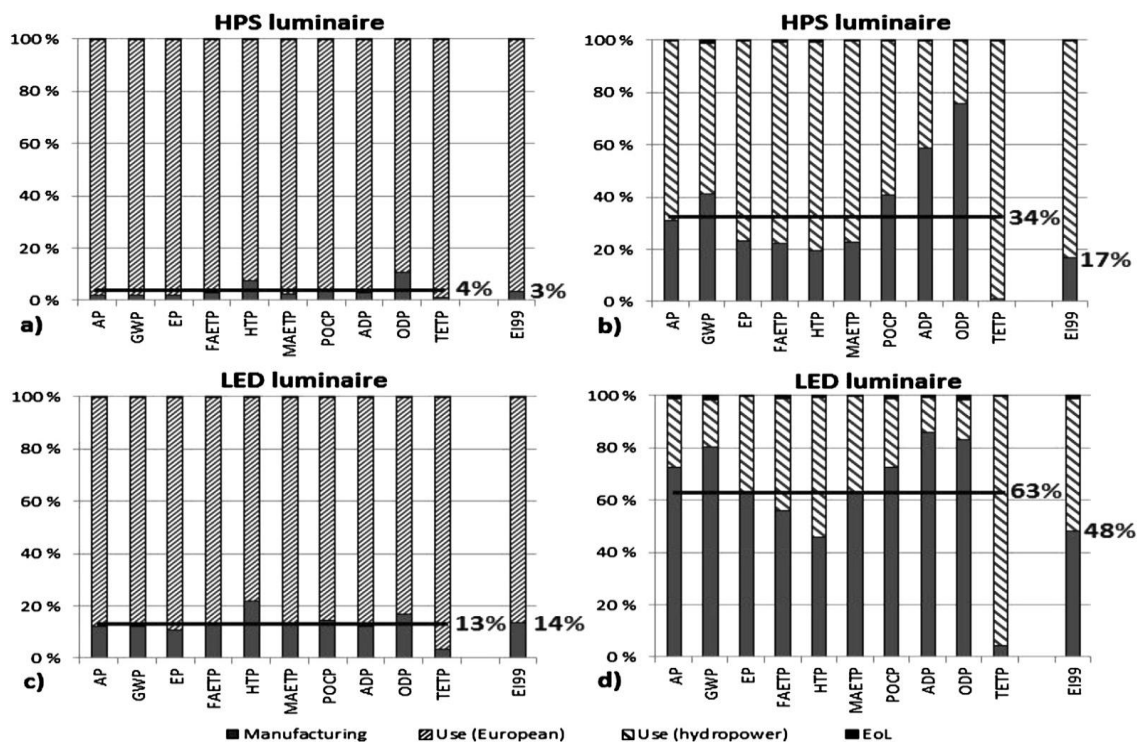 HPS luminaire
100 %
80 %
60 %
40 %
20 %
0 %
4%
3%
a)
AP
GWP
EP
FAETP
HTP
MAETP
POCP
ADP
ODP
TETP
EI99
HPS luminaire
100 %
80 %
60 %
40 %
20 %
0 %
34%
17%
b)
AP
GWP
EP
FAETP
HTP
MAETP
POCP
ADP
ODP
TETP
EI99
LED luminaire
100 %
80 %
60 %
40 %
20 %
0 %
13%
14%
c)
AP
GWP
EP
FAETP
HTP
MAETP
POCP
ADP
ODP
TETP
EI99
LED luminaire
100 %
80 %
60 %
40 %
20 %
0 %
63%
48%
d)
AP
GWP
EP
FAETP
HTP
MAETP
POCP
ADP
ODP
TETP
EI99
Manufacturing Use (European) Use (hydropower) EoL